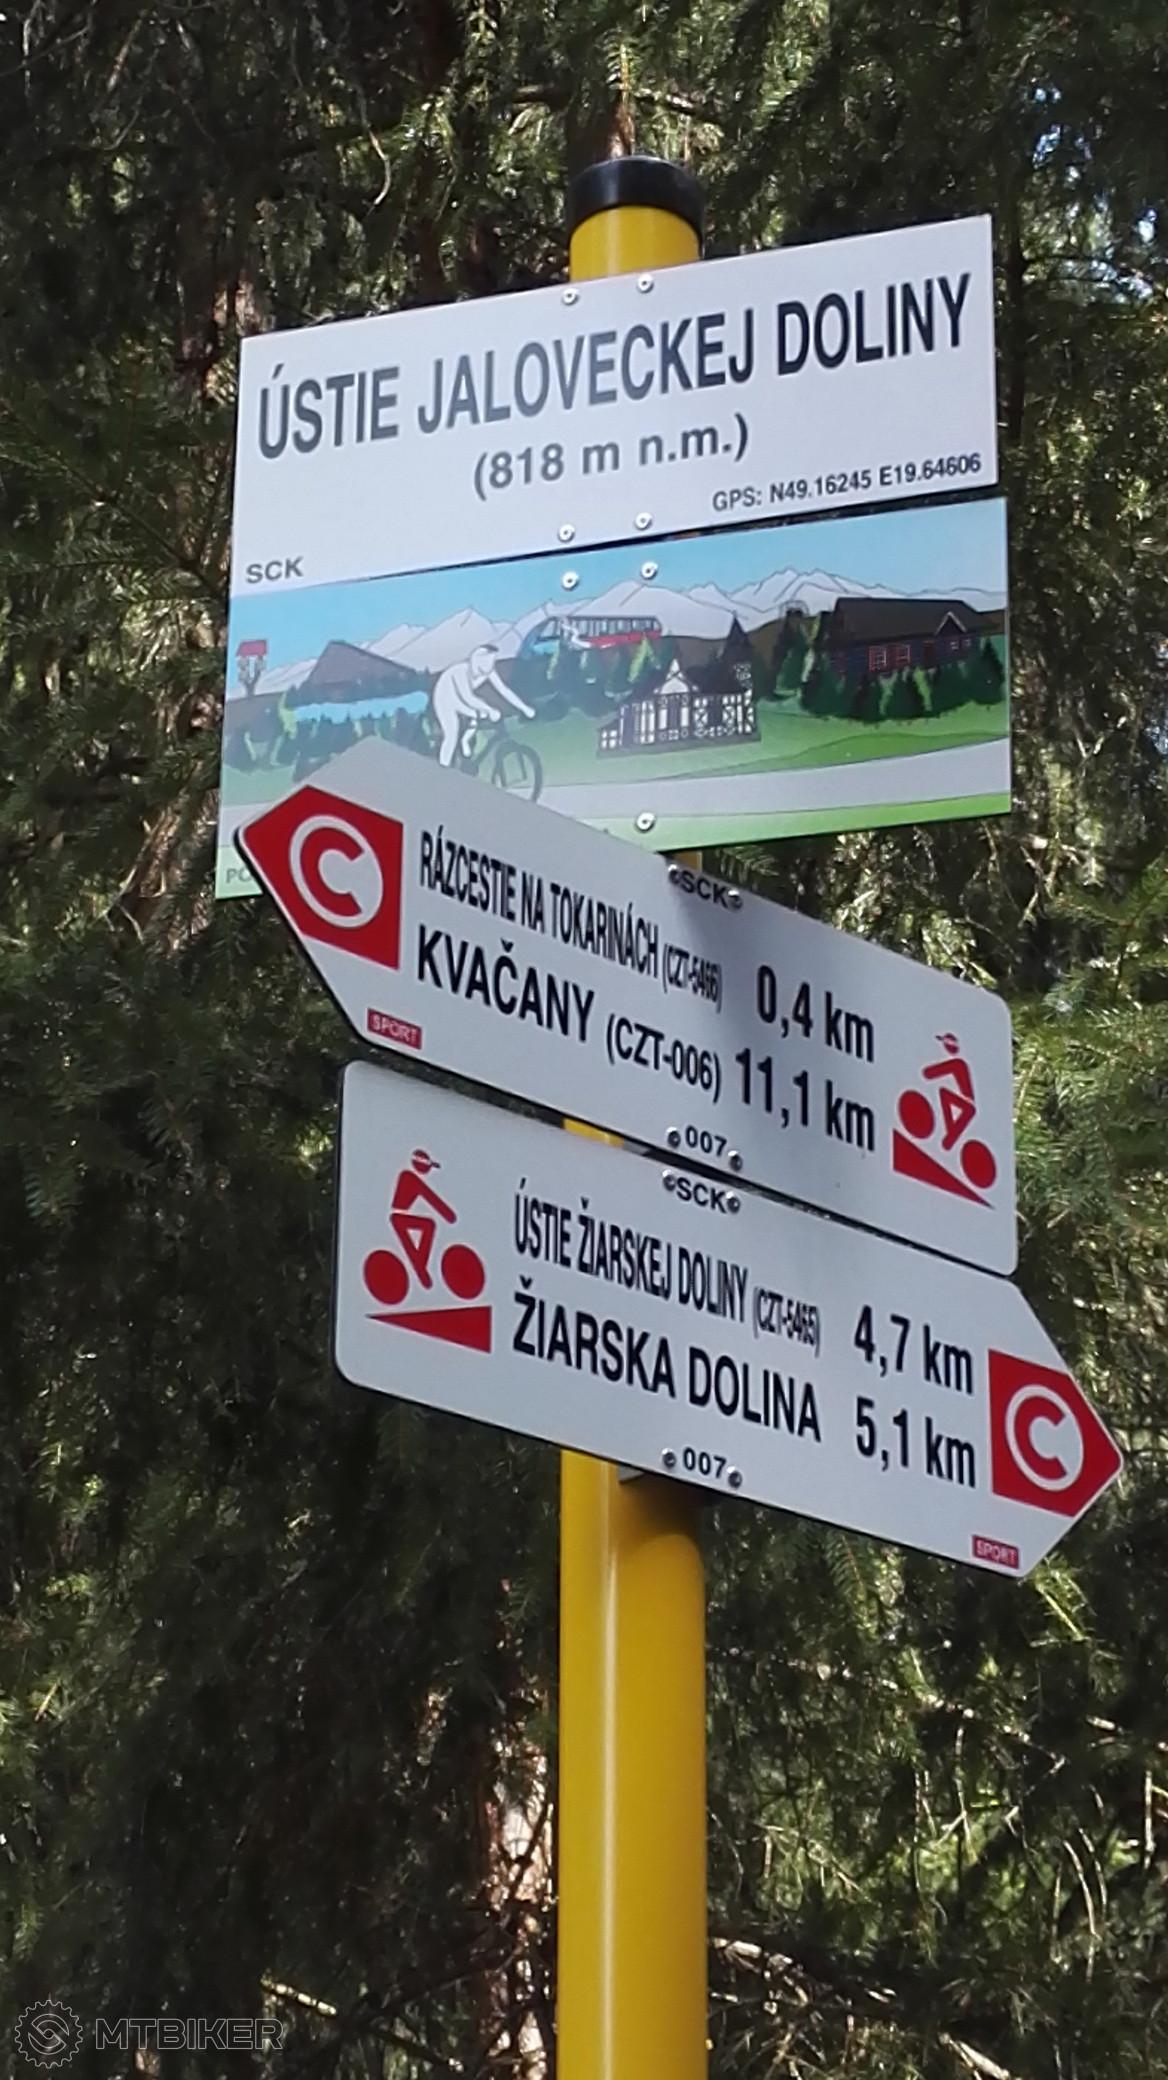 ÚSTIE JALOVECKEJ DOLINY
(818 m n.m.)
GPS: N49.16245 E19.64606
SCK
SCK
RÁZCESTIE NA TOKARINÁCH (CZT-5466) 0,4 km
KVAČANY (CZT-006) 11,1 km
C
SPORT
007
SCK
ÚSTIE ŽIARSKEJ DOLINY (CZT-5465) 4,7 km
ŽIARSKA DOLINA 5,1 km
C
007
SPORT
MTBIKER